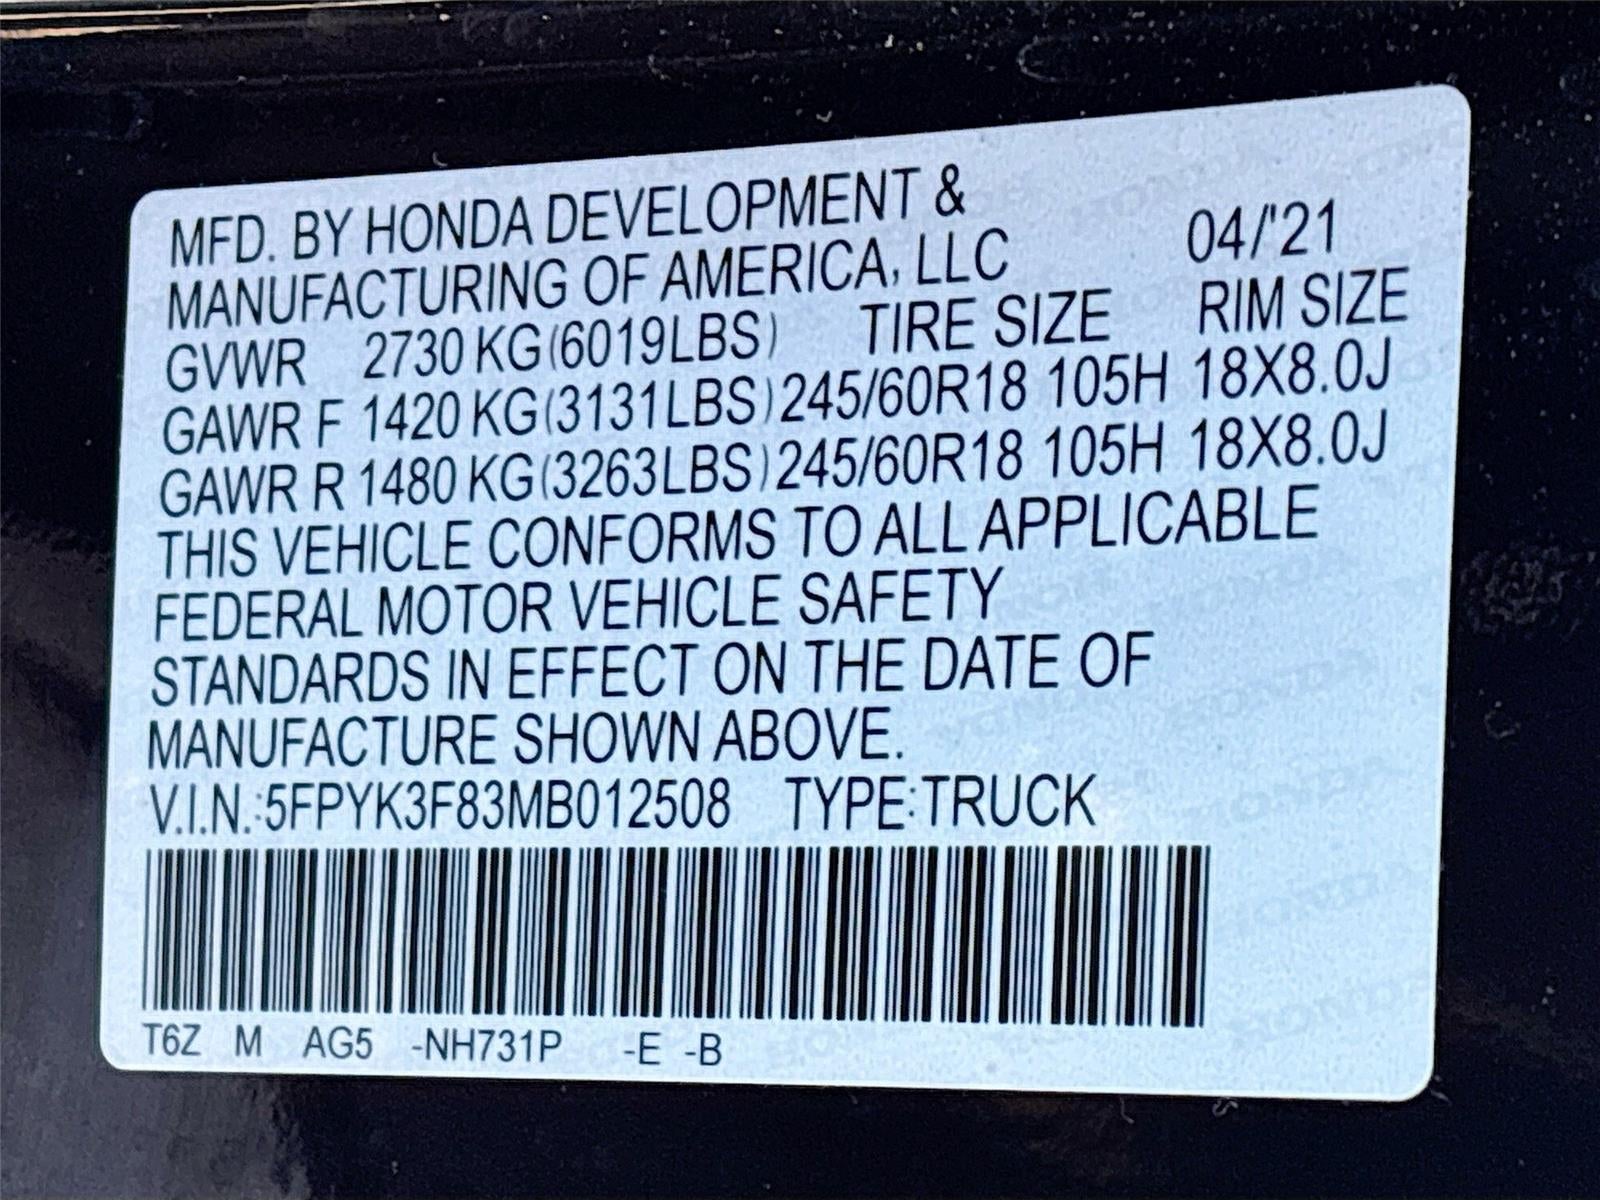 MFD. BY HONDA DEVELOPMENT &
MANUFACTURING OF AMERICA, LLC 04/'21
GVWR 2730 KG(6019LBS) TIRE SIZE RIM SIZE
GAWR F 1420 KG(3131LBS) 245/60R18 105H 18X8.0J
GAWR R 1480 KG(3263LBS) 245/60R18 105H 18X8.0J
THIS VEHICLE CONFORMS TO ALL APPLICABLE
FEDERAL MOTOR VEHICLE SAFETY
STANDARDS IN EFFECT ON THE DATE OF
MANUFACTURE SHOWN ABOVE.
V.I.N.:5FPYK3F83MB012508 TYPE:TRUCK
T6Z M AG5 -NH731P -E -B